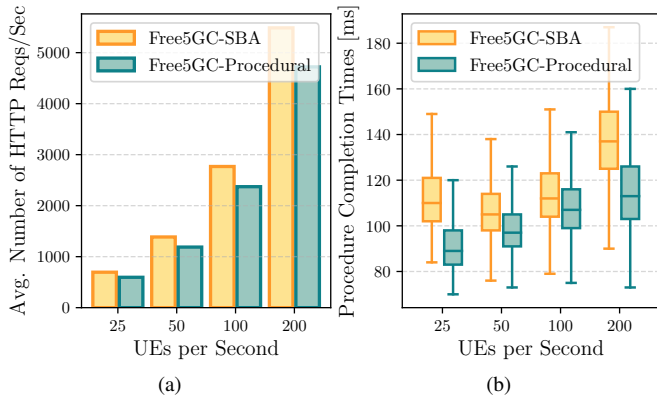 Avg. Number of HTTP Reqs/Sec
5000
4000
3000
2000
1000
0
Free5GC-SBA
Free5GC-Procedural
25 50 100 200
UEs per Second
(a)
Procedure Completion Times [ms]
180
160
140
120
100
80
Free5GC-SBA
Free5GC-Procedural
25 50 100 200
UEs per Second
(b)